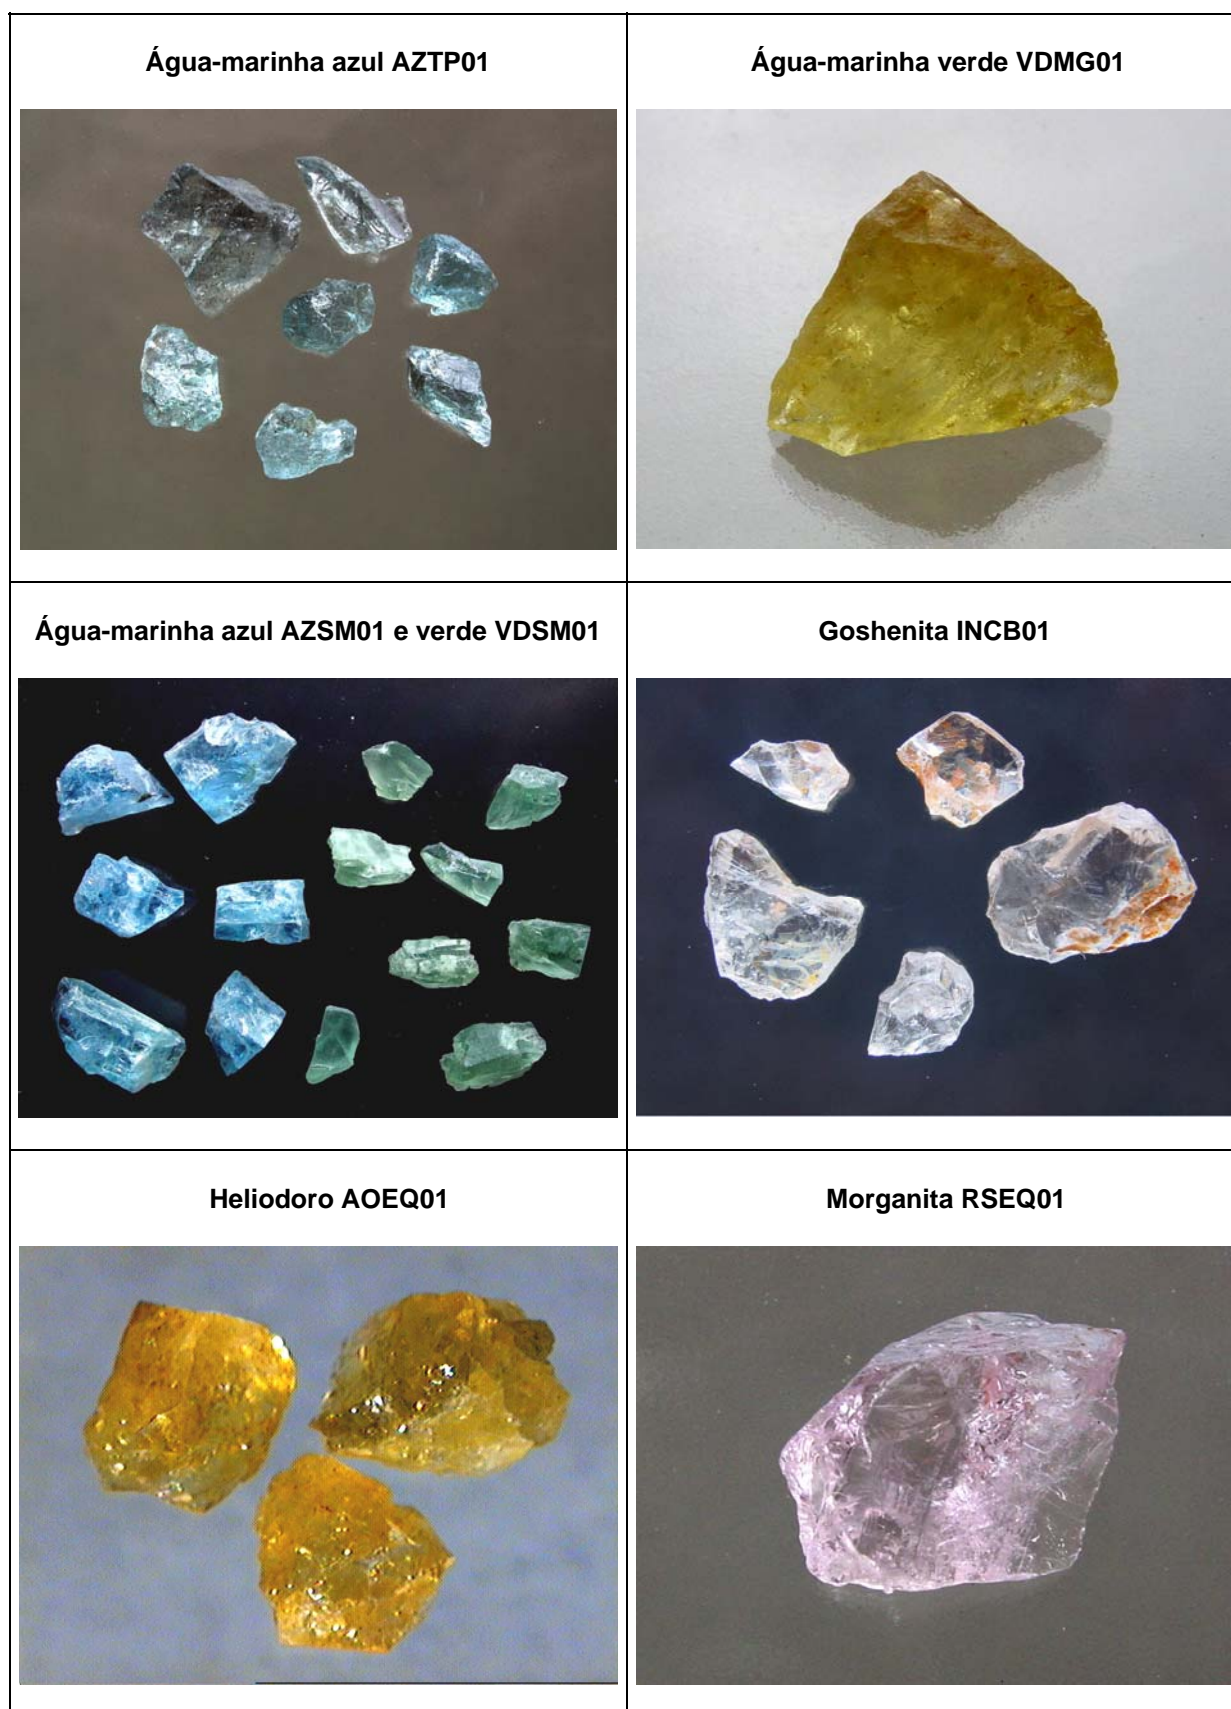 Água-marinha azul AZTP01
Água-marinha verde VDMG01
Água-marinha azul AZSM01 e verde VDSM01
Goshenita INCB01
Heliodoro AOEQ01
Morganita RSEQ01